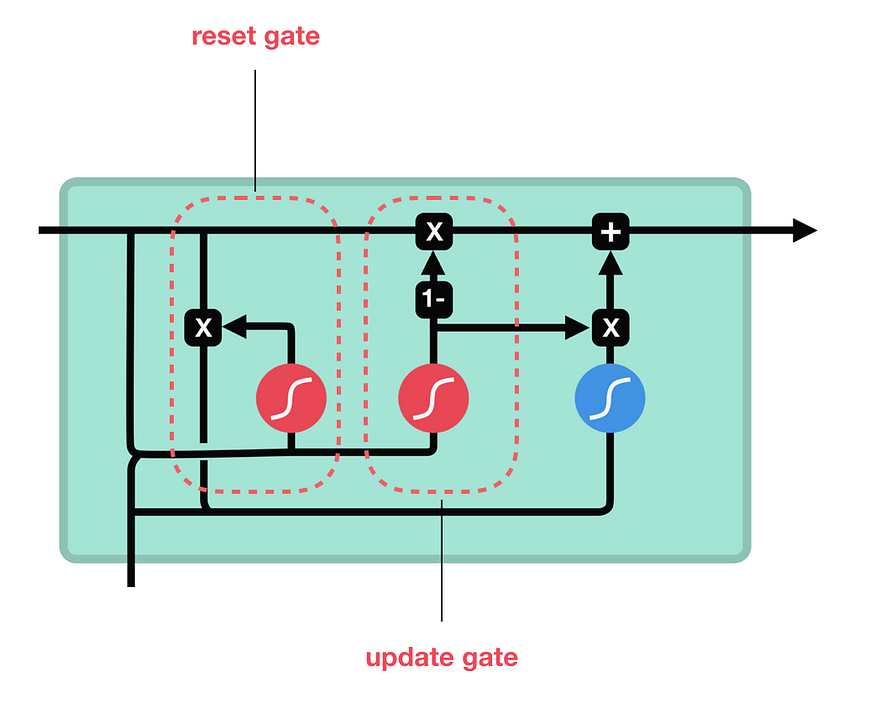 reset gate
X
+
1-
X
X
update gate